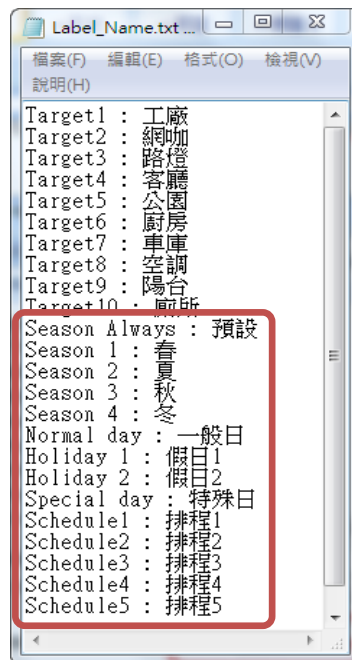 Label_Name.txt ...
檔案(F) 編輯(E) 格式(O) 檢視(V)
說明(H)
Target1 : 工廠
Target2 : 網咖
Target3 : 路燈
Target4 : 客廳
Target5 : 公園
Target6 : 廚房
Target7 : 車庫
Target8 : 空調
Target9 : 陽台
Target10 : 廁所
Season Always : 預設
Season 1 : 春
Season 2 : 夏
Season 3 : 秋
Season 4 : 冬
Normal day : 一般日
Holiday 1 : 假日1
Holiday 2 : 假日2
Special day : 特殊日
Schedule1 : 排程1
Schedule2 : 排程2
Schedule3 : 排程3
Schedule4 : 排程4
Schedule5 : 排程5